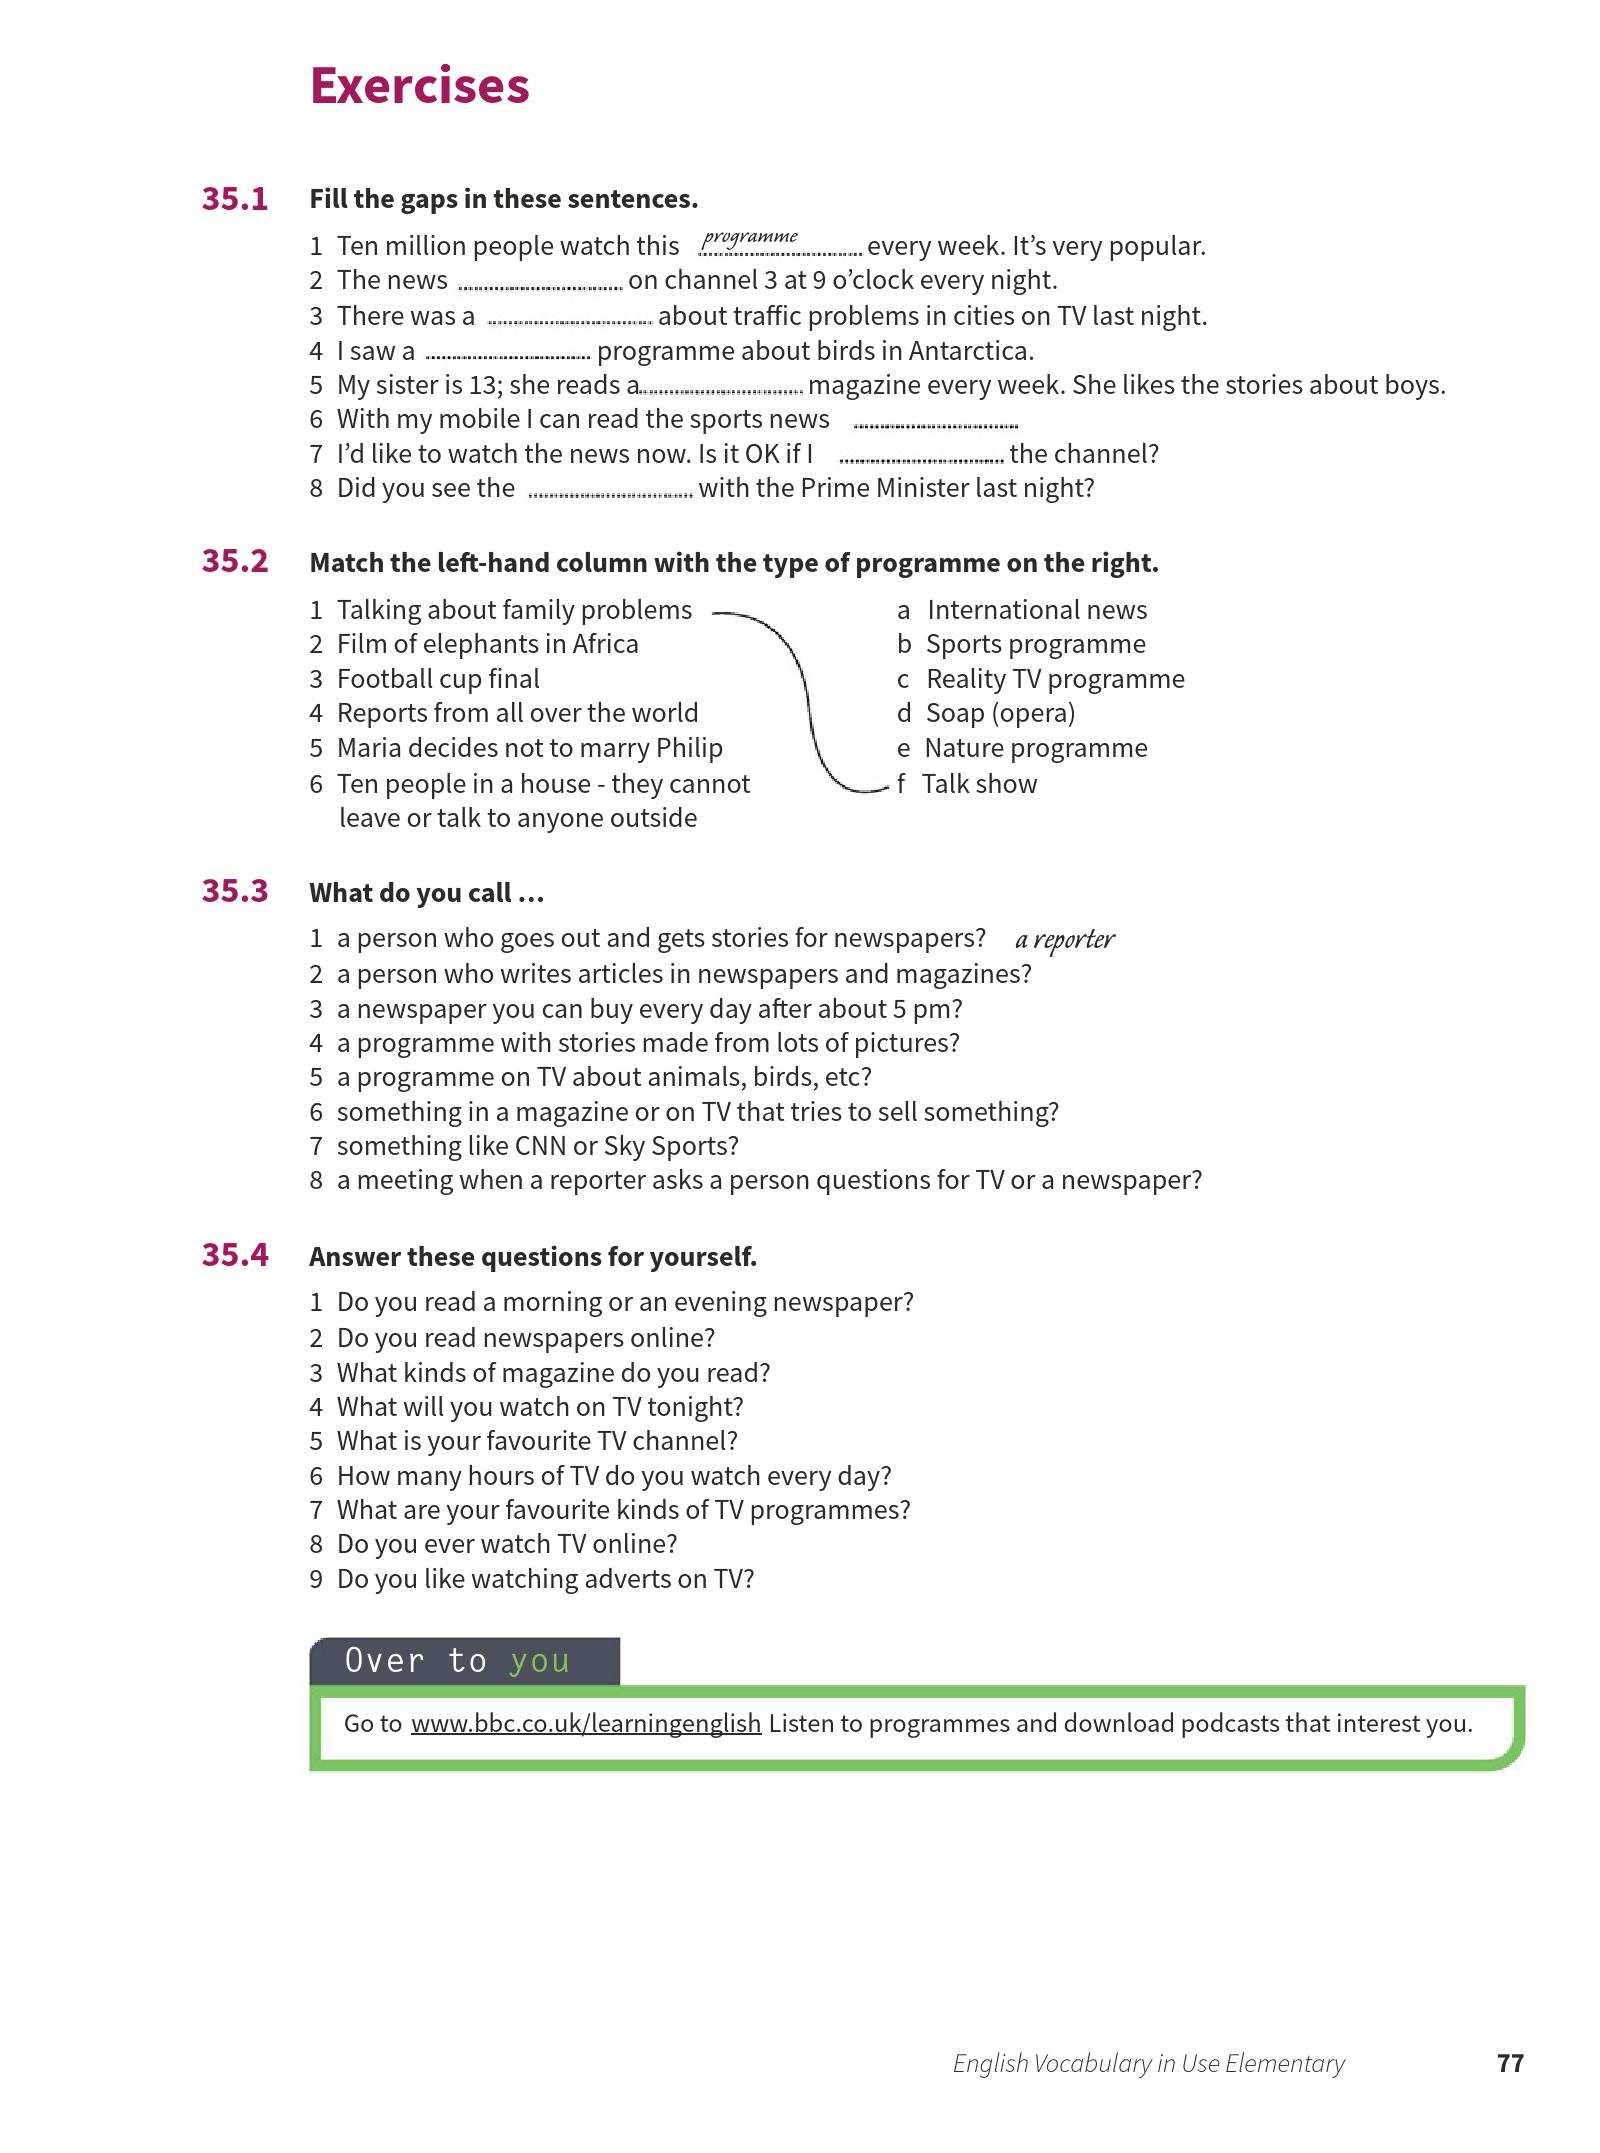 Exercises
35.1 Fill the gaps in these sentences.
1 Ten million people watch this programme every week. It’s very popular.
2 The news .......................... on channel 3 at 9 o’clock every night.
3 There was a .......................... about traffic problems in cities on TV last night.
4 I saw a .......................... programme about birds in Antarctica.
5 My sister is 13; she reads a .......................... magazine every week. She likes the stories about boys.
6 With my mobile I can read the sports news ..........................
7 I’d like to watch the news now. Is it OK if I .......................... the channel?
8 Did you see the .......................... with the Prime Minister last night?
35.2 Match the left-hand column with the type of programme on the right.
1 Talking about family problems
2 Film of elephants in Africa
3 Football cup final
4 Reports from all over the world
5 Maria decides not to marry Philip
6 Ten people in a house - they cannot
leave or talk to anyone outside
a International news
b Sports programme
c Reality TV programme
d Soap (opera)
e Nature programme
f Talk show
35.3 What do you call …
1 a person who goes out and gets stories for newspapers? a reporter
2 a person who writes articles in newspapers and magazines?
3 a newspaper you can buy every day after about 5 pm?
4 a programme with stories made from lots of pictures?
5 a programme on TV about animals, birds, etc?
6 something in a magazine or on TV that tries to sell something?
7 something like CNN or Sky Sports?
8 a meeting when a reporter asks a person questions for TV or a newspaper?
35.4 Answer these questions for yourself.
1 Do you read a morning or an evening newspaper?
2 Do you read newspapers online?
3 What kinds of magazine do you read?
4 What will you watch on TV tonight?
5 What is your favourite TV channel?
6 How many hours of TV do you watch every day?
7 What are your favourite kinds of TV programmes?
8 Do you ever watch TV online?
9 Do you like watching adverts on TV?
Over to you
Go to www.bbc.co.uk/learningenglish Listen to programmes and download podcasts that interest you.
English Vocabulary in Use Elementary 77